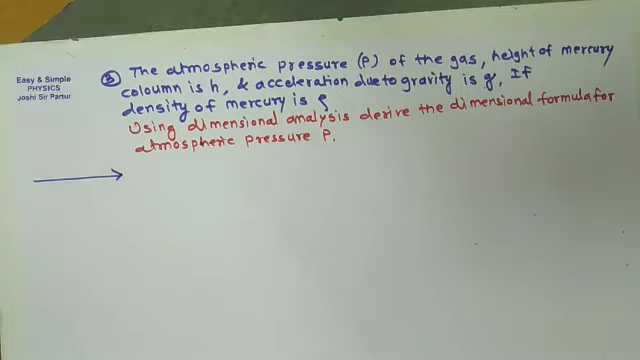 Easy & Simple
PHYSICS
Joshi Sir Partur
③ The atmospheric pressure (P) of the gas, height of mercury
coloumn is h, & acceleration due to gravity is g, If
density of mercury is ρ
Using dimensional analysis derive the dimensional formula for
atmospheric pressure P.